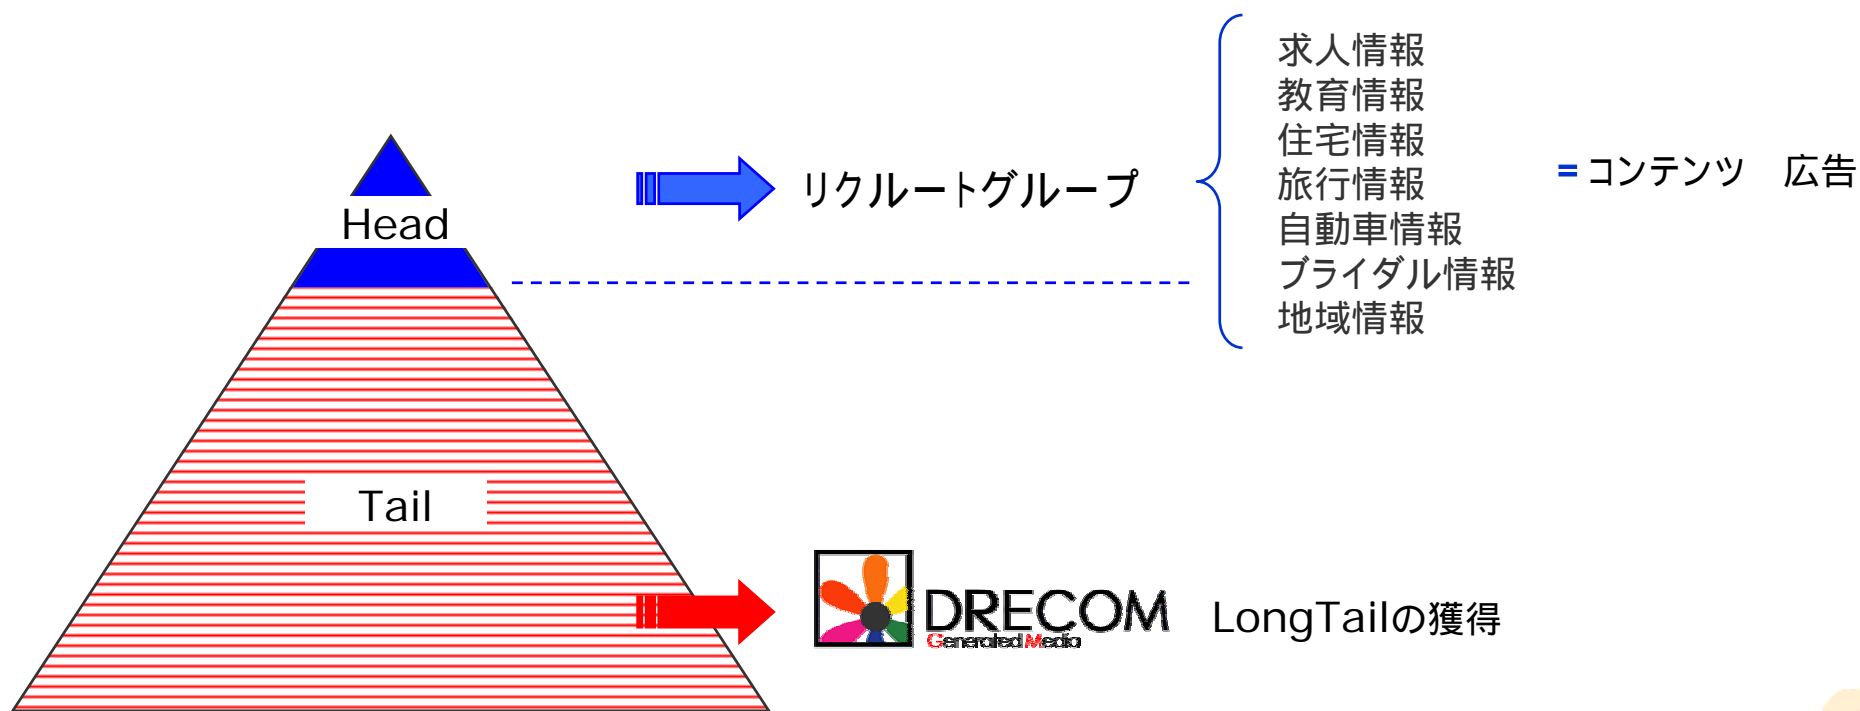 求人情報
教育情報
住宅情報
旅行情報
自動車情報
ブライダル情報
地域情報
=コンテンツ　広告
リクルートグループ
Head
Tail
DRECOM
Generated Media
LongTailの獲得